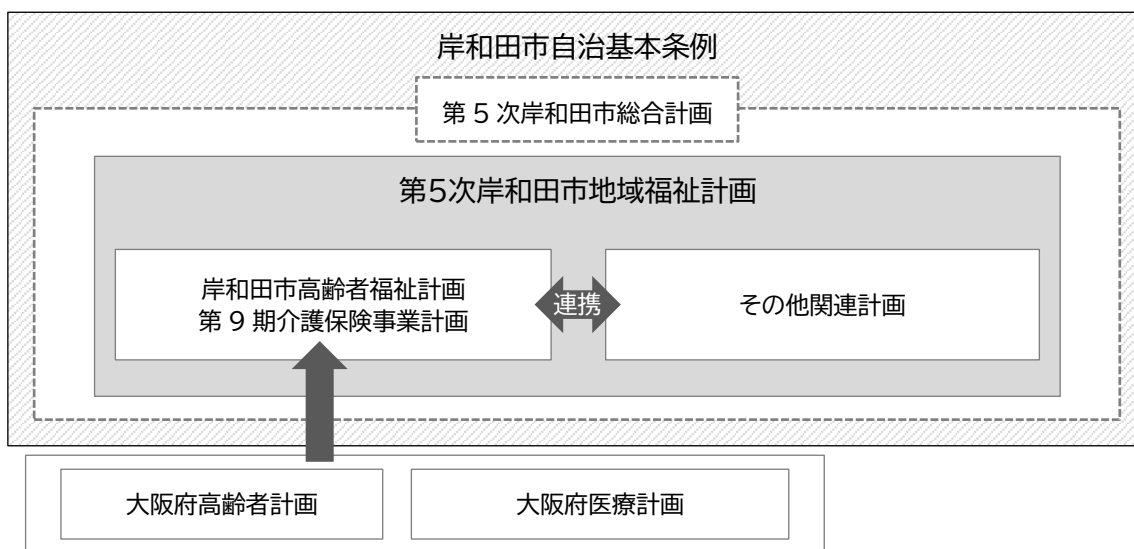 岸和田市自治基本条例
第 5 次岸和田市総合計画
第5次岸和田市地域福祉計画
岸和田市高齢者福祉計画
第 9 期介護保険事業計画
連携
その他関連計画
大阪府高齢者計画
大阪府医療計画